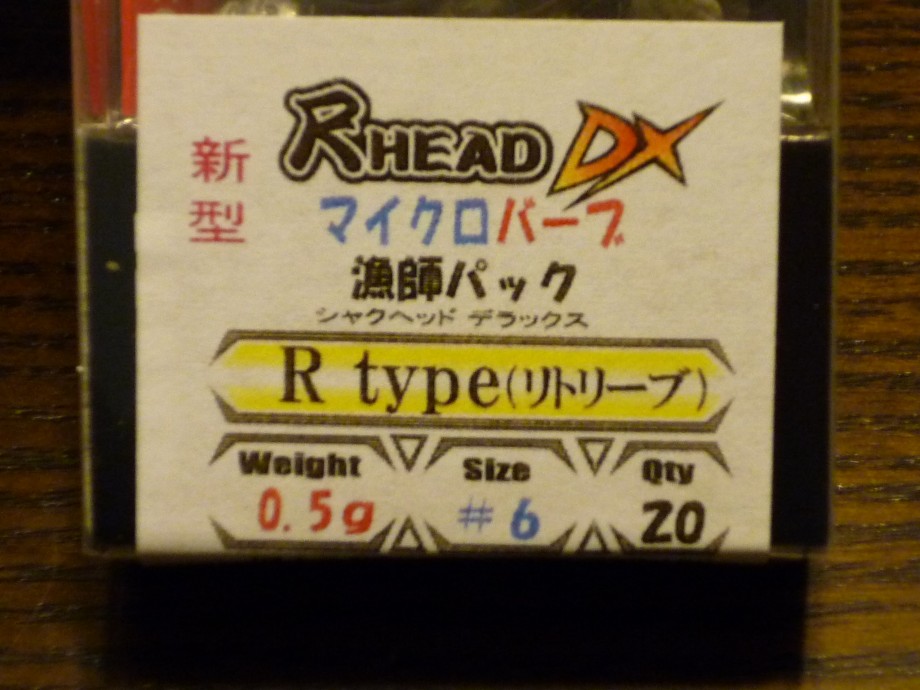 新型
RHEAD DX
マイクロバーブ
漁師パック
シャクヘッド デラックス
R type(リトリーブ)
Weight Size Qty
0.5g #6 20